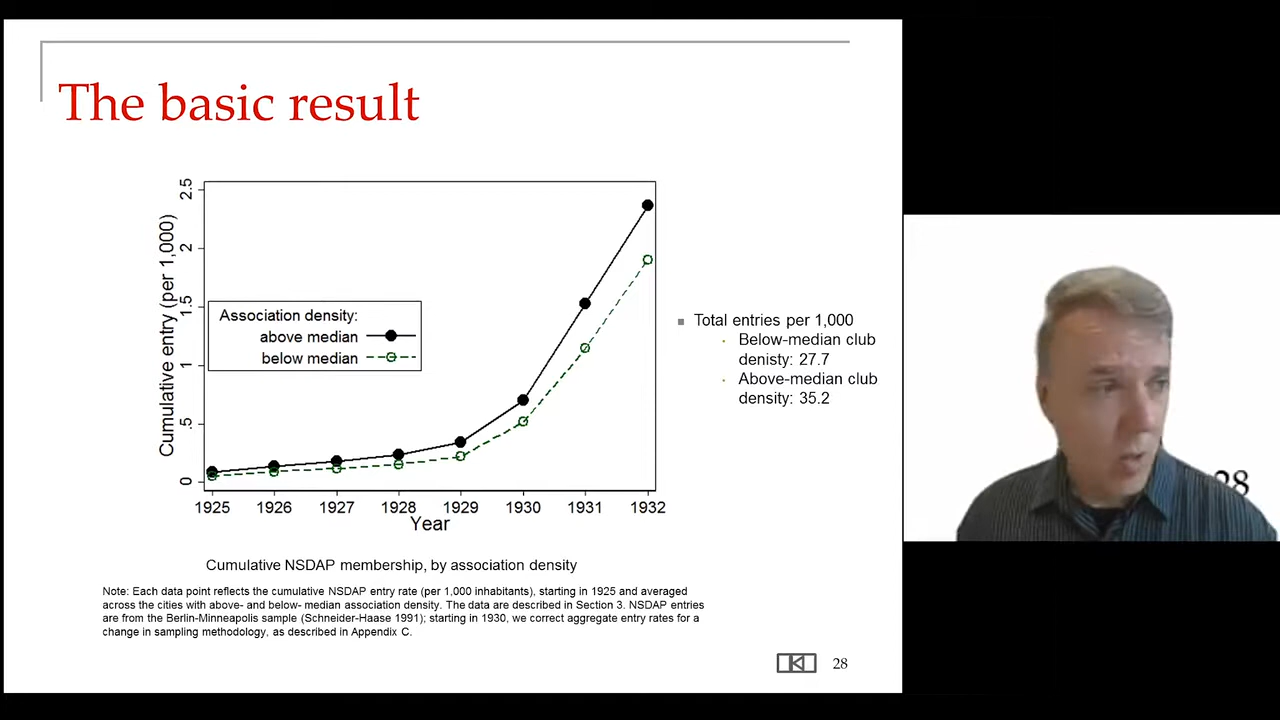 The basic result
2.5
2
1.5
1
.5
0
Cumulative entry (per 1,000)
Association density:
above median
below median
1925 1926 1927 1928 1929 1930 1931 1932
Year
Total entries per 1,000
Below-median club
denisty: 27.7
Above-median club
density: 35.2
Cumulative NSDAP membership, by association density
Note: Each data point reflects the cumulative NSDAP entry rate (per 1,000 inhabitants), starting in 1925 and averaged
across the cities with above- and below- median association density. The data are described in Section 3. NSDAP entries
are from the Berlin-Minneapolis sample (Schneider-Haase 1991); starting in 1930, we correct aggregate entry rates for a
change in sampling methodology, as described in Appendix C.
28
28